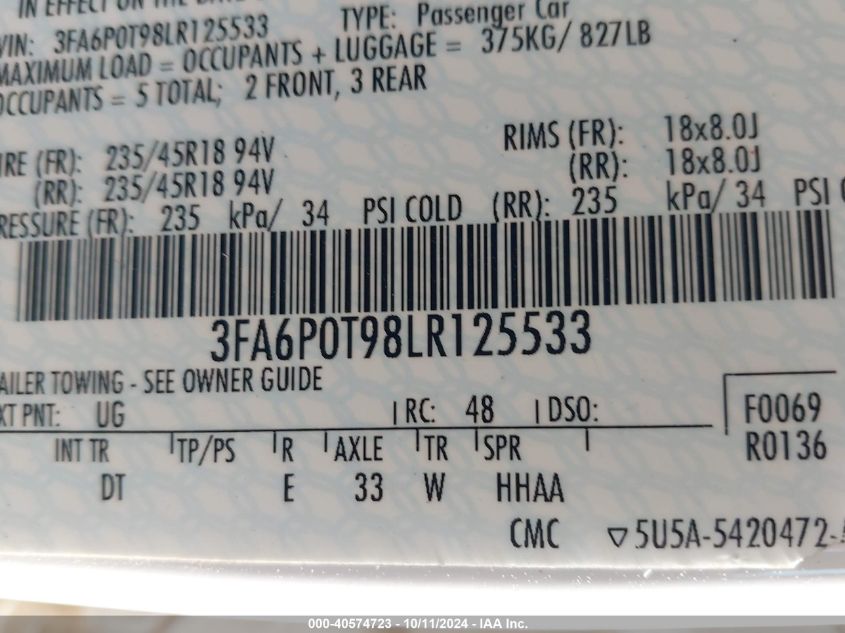 IN EFFECT ON THE DATE
VIN: 3FA6P0T98LR125533 TYPE: Passenger Car
MAXIMUM LOAD = OCCUPANTS + LUGGAGE = 375KG/ 827LB
OCCUPANTS = 5 TOTAL; 2 FRONT, 3 REAR
IRE (FR): 235/45R18 94V RIMS (FR): 18x8.0J
(RR): 235/45R18 94V (RR): 18x8.0J
RESSURE (FR): 235 kPa/ 34 PSI COLD (RR): 235 kPa/ 34 PSI C
3FA6P0T98LR125533
AILER TOWING - SEE OWNER GUIDE
XT PNT: UG RC: 48 DSO: F0069
INT TR TP/PS R AXLE TR SPR R0136
DT E 33 W HHAA
CMC ▽5U5A-5420472-
000-40574723 - 10/11/2024 - IAA Inc.